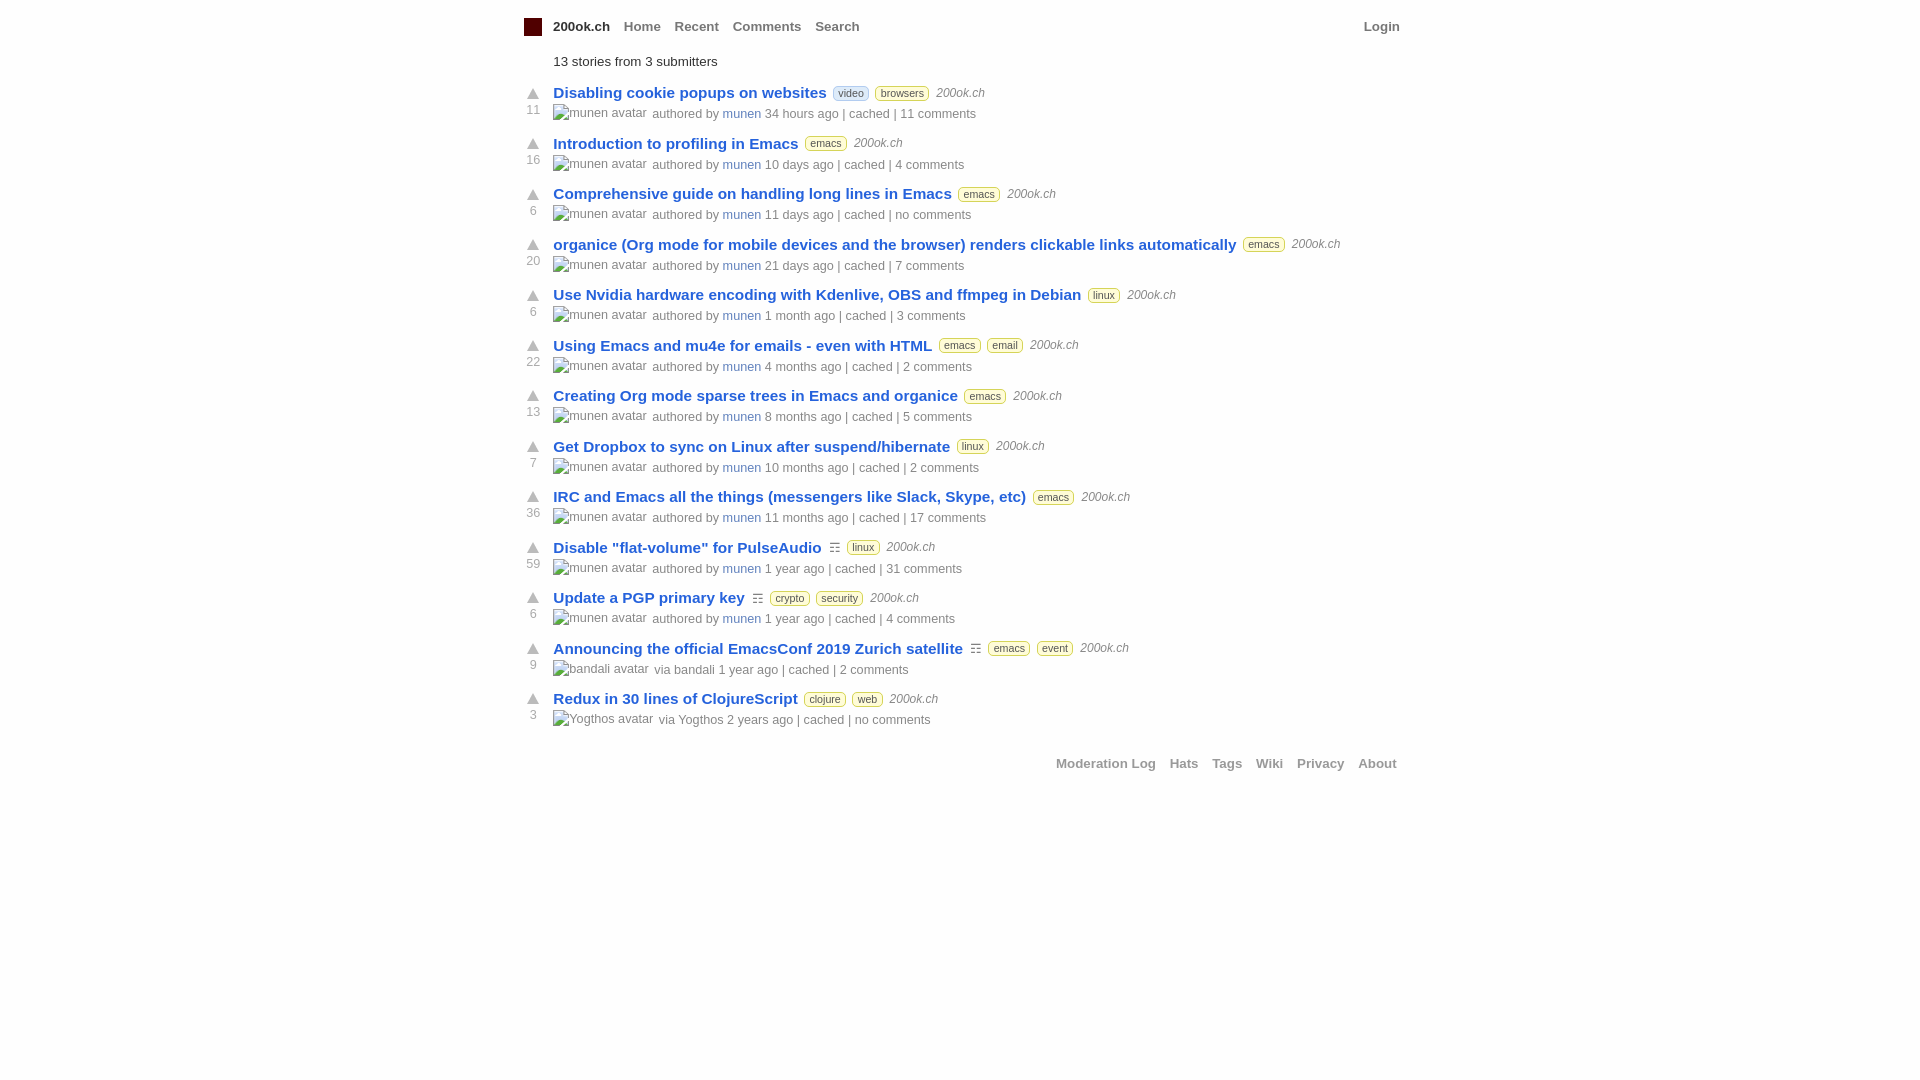 200ok.ch Home Recent Comments Search Login
13 stories from 3 submitters
Disabling cookie popups on websites video browsers 200ok.ch
11 munen avatar authored by munen 34 hours ago | cached | 11 comments
Introduction to profiling in Emacs emacs 200ok.ch
16 munen avatar authored by munen 10 days ago | cached | 4 comments
Comprehensive guide on handling long lines in Emacs emacs 200ok.ch
6 munen avatar authored by munen 11 days ago | cached | no comments
organice (Org mode for mobile devices and the browser) renders clickable links automatically emacs 200ok.ch
20 munen avatar authored by munen 21 days ago | cached | 7 comments
Use Nvidia hardware encoding with Kdenlive, OBS and ffmpeg in Debian linux 200ok.ch
6 munen avatar authored by munen 1 month ago | cached | 3 comments
Using Emacs and mu4e for emails - even with HTML emacs email 200ok.ch
22 munen avatar authored by munen 4 months ago | cached | 2 comments
Creating Org mode sparse trees in Emacs and organice emacs 200ok.ch
13 munen avatar authored by munen 8 months ago | cached | 5 comments
Get Dropbox to sync on Linux after suspend/hibernate linux 200ok.ch
7 munen avatar authored by munen 10 months ago | cached | 2 comments
IRC and Emacs all the things (messengers like Slack, Skype, etc) emacs 200ok.ch
36 munen avatar authored by munen 11 months ago | cached | 17 comments
Disable "flat-volume" for PulseAudio ☶ linux 200ok.ch
59 munen avatar authored by munen 1 year ago | cached | 31 comments
Update a PGP primary key ☶ crypto security 200ok.ch
6 munen avatar authored by munen 1 year ago | cached | 4 comments
Announcing the official EmacsConf 2019 Zurich satellite ☶ emacs event 200ok.ch
9 bandali avatar via bandali 1 year ago | cached | 2 comments
Redux in 30 lines of ClojureScript clojure web 200ok.ch
3 Yogthos avatar via Yogthos 2 years ago | cached | no comments
Moderation Log Hats Tags Wiki Privacy About